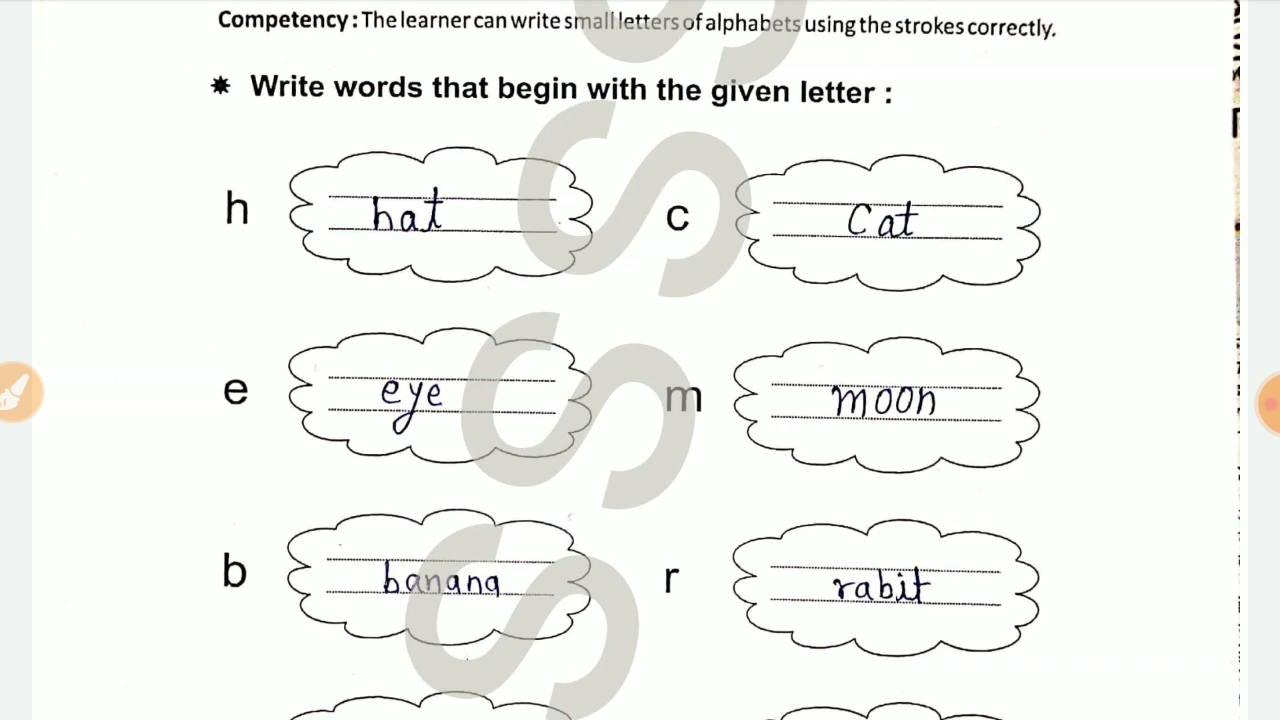 Competency : The learner can write small letters of alphabets using the strokes correctly.
✷ Write words that begin with the given letter :
h hat c Cat
e eye m moon
b banana r rabit